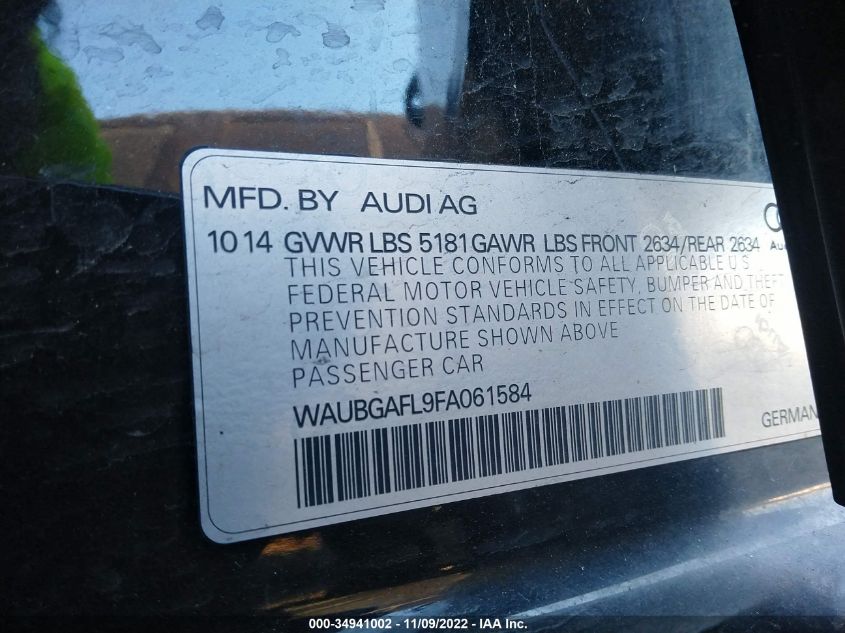 MFD. BY AUDI AG
10 14 GVWR LBS 5181 GAWR LBS FRONT 2634/REAR 2634
THIS VEHICLE CONFORMS TO ALL APPLICABLE U S
FEDERAL MOTOR VEHICLE SAFETY, BUMPER AND THEFT
PREVENTION STANDARDS IN EFFECT ON THE DATE OF
MANUFACTURE SHOWN ABOVE
PASSENGER CAR
WAUBGAFL9FA061584
GERMAN
000-34941002 - 11/09/2022 - IAA Inc.